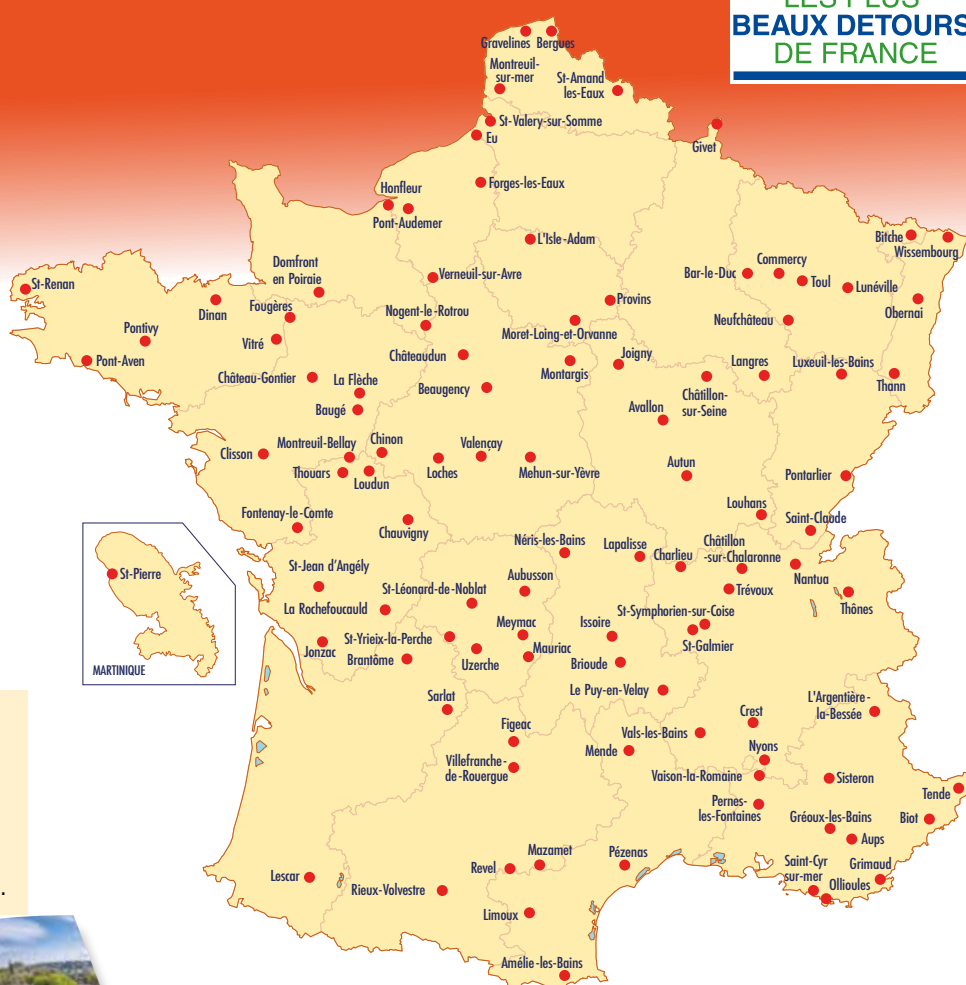 LES PLUS
BEAUX DETOURS
DE FRANCE
Gravelines
Bergues
Montreuil-
sur-mer
St-Amand
les-Eaux
St-Valery-sur-Somme
Eu
Givet
Forges-les-Eaux
Honfleur
Pont-Audemer
L'Isle-Adam
Bitche
Wissembourg
Domfront
en Poiraie
Verneuil-sur-Avre
Bar-le-Duc
Commercy
Toul
Lunéville
St-Renan
Dinan
Fougères
Nogent-le-Rotrou
Provins
Obernai
Pontivy
Vitré
Moret-Loing-et-Orvanne
Neufchâteau
Pont-Aven
Châteaudun
Montargis
Joigny
Langres
Luxeuil-les-Bains
Château-Gontier
La Flèche
Beaugency
Châtillon-
sur-Seine
Thann
Baugé
Avallon
Clisson
Montreuil-Bellay
Chinon
Valençay
Thouars
Loudun
Loches
Mehun-sur-Yèvre
Autun
Pontarlier
Fontenay-le-Comte
Chauvigny
Louhans
Saint-Claude
Néris-les-Bains
Lapalisse
Charlieu
Châtillon
-sur-Chalaronne
Nantua
St-Pierre
MARTINIQUE
St-Jean d'Angély
St-Léonard-de-Noblat
Aubusson
Trévoux
Thônes
La Rochefoucauld
St-Symphorien-sur-Coise
Jonzac
St-Yrieix-la-Perche
Meymac
Issoire
St-Galmier
Brantôme
Uzerche
Mauriac
Brioude
Sarlat
Le Puy-en-Velay
L'Argentière-
la-Bessée
Figeac
Vals-les-Bains
Crest
Mende
Nyons
Villefranche-
de-Rouergue
Vaison-la-Romaine
Sisteron
Tende
Pernes-
les-Fontaines
Gréoux-les-Bains
Biot
Aups
Mazamet
Pézenas
Saint-Cyr
sur-mer
Grimaud
Lescar
Revel
Ollioules
Rieux-Volvestre
Limoux
Amélie-les-Bains
.